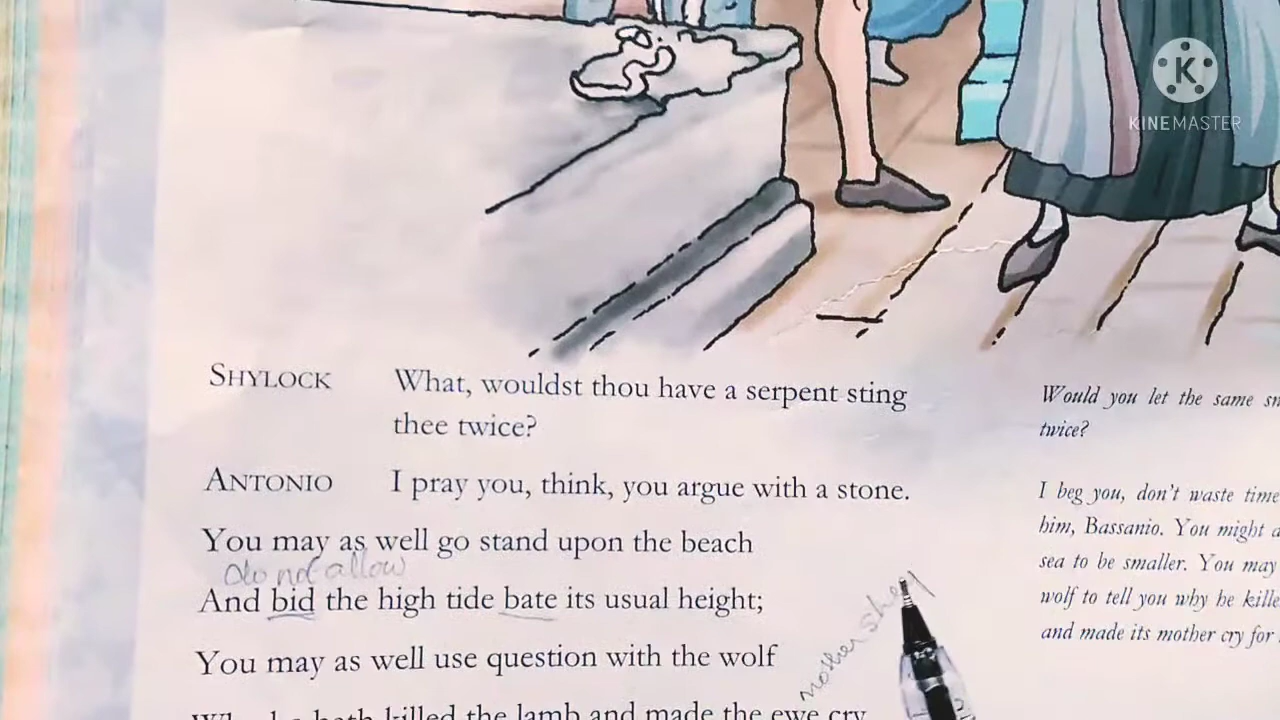 KINEMASTER
SHYLOCK What, wouldst thou have a serpent sting
thee twice?
ANTONIO I pray you, think, you argue with a stone.
You may as well go stand upon the beach
do not allow
And bid the high tide bate its usual height;
You may as well use question with the wolf
mother sheep
hath killed the lamb and made the ewe cry
Would you let the same
twice?
I beg you, don't waste time
him, Bassanio. You might
sea to be smaller. You may
wolf to tell you why he
and made its mother cry for